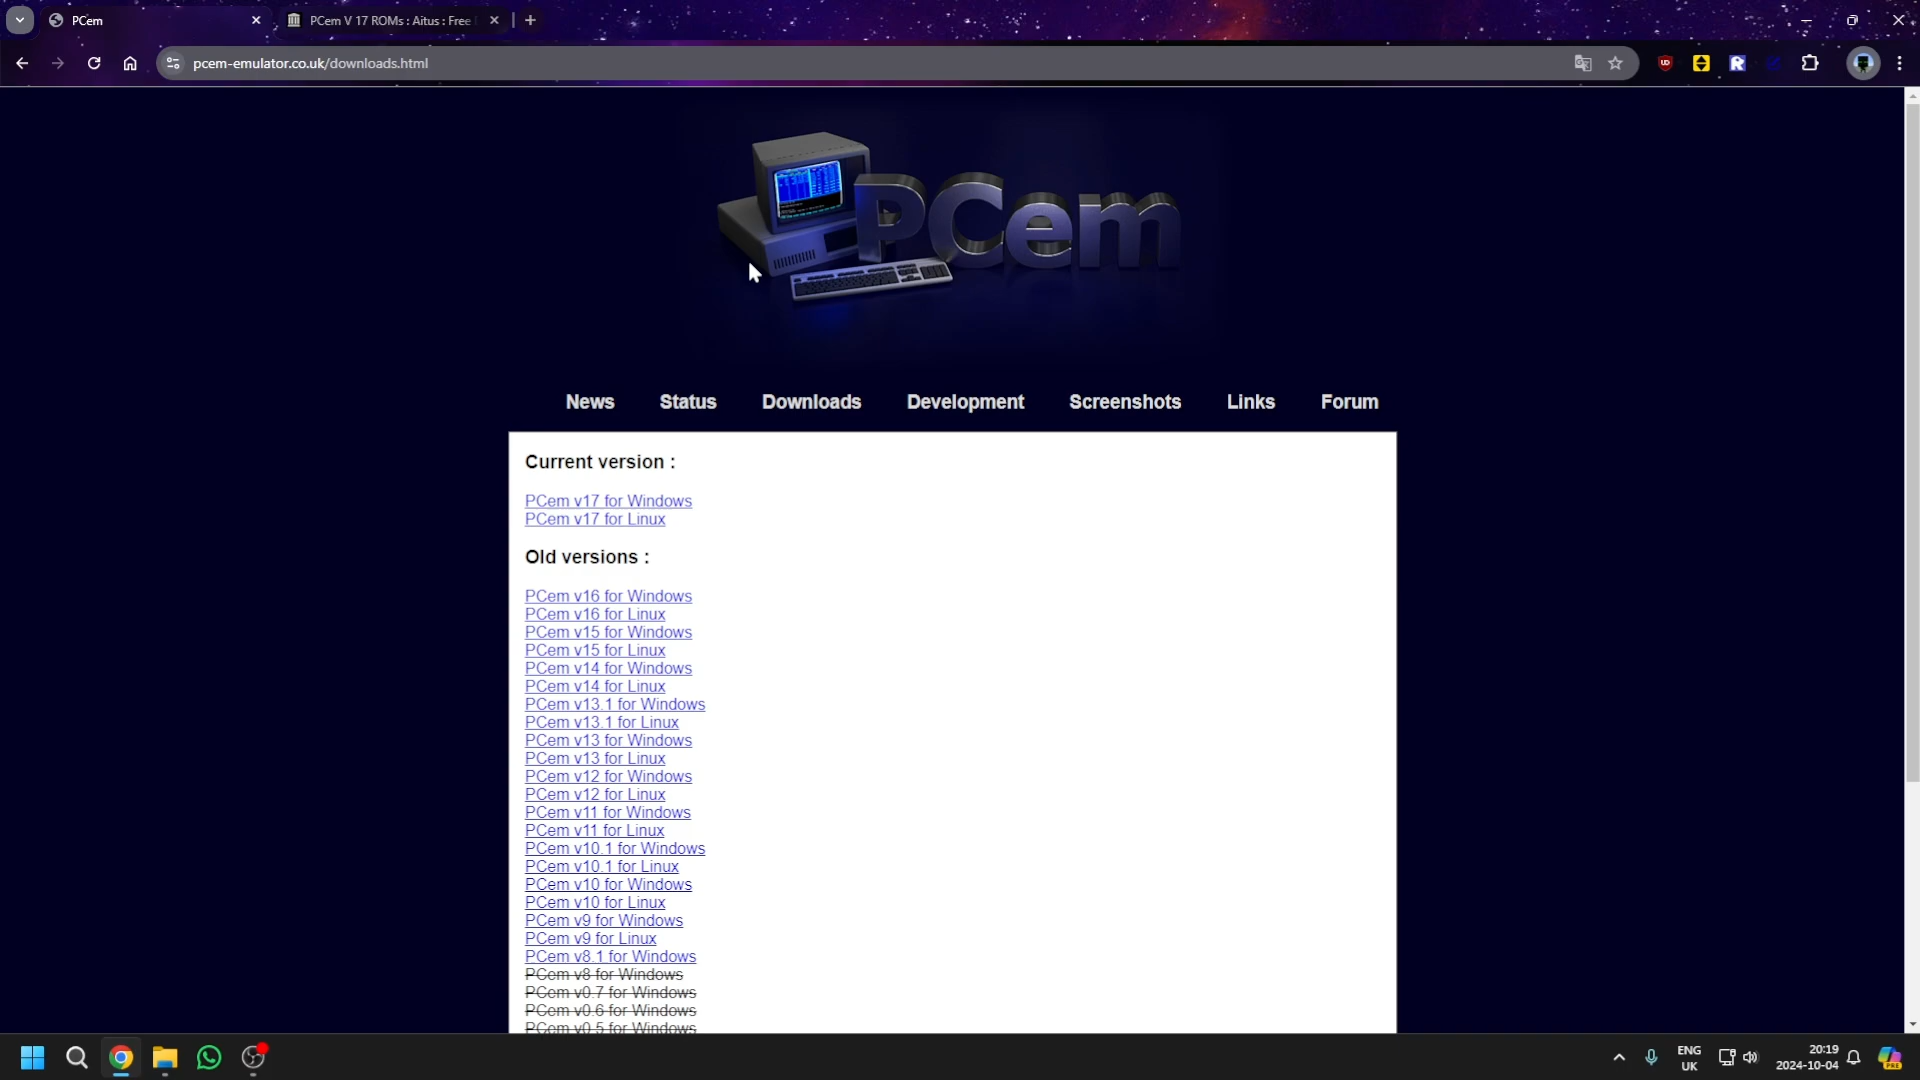 PCem
PCem V 17 ROMs : Aitus : Free
pcem-emulator.co.uk/downloads.html
PCem
News Status Downloads Development Screenshots Links Forum
Current version :
PCem v17 for Windows
PCem v17 for Linux
Old versions :
PCem v16 for Windows
PCem v16 for Linux
PCem v15 for Windows
PCem v15 for Linux
PCem v14 for Windows
PCem v14 for Linux
PCem v13.1 for Windows
PCem v13.1 for Linux
PCem v13 for Windows
PCem v13 for Linux
PCem v12 for Windows
PCem v12 for Linux
PCem v11 for Windows
PCem v11 for Linux
PCem v10.1 for Windows
PCem v10.1 for Linux
PCem v10 for Windows
PCem v10 for Linux
PCem v9 for Windows
PCem v9 for Linux
PCem v8.1 for Windows
PCem v8 for Windows
PCem v0.7 for Windows
PCem v0.6 for Windows
PCem v0.5 for Windows
ENG
UK
20:19
2024-10-04
PRE